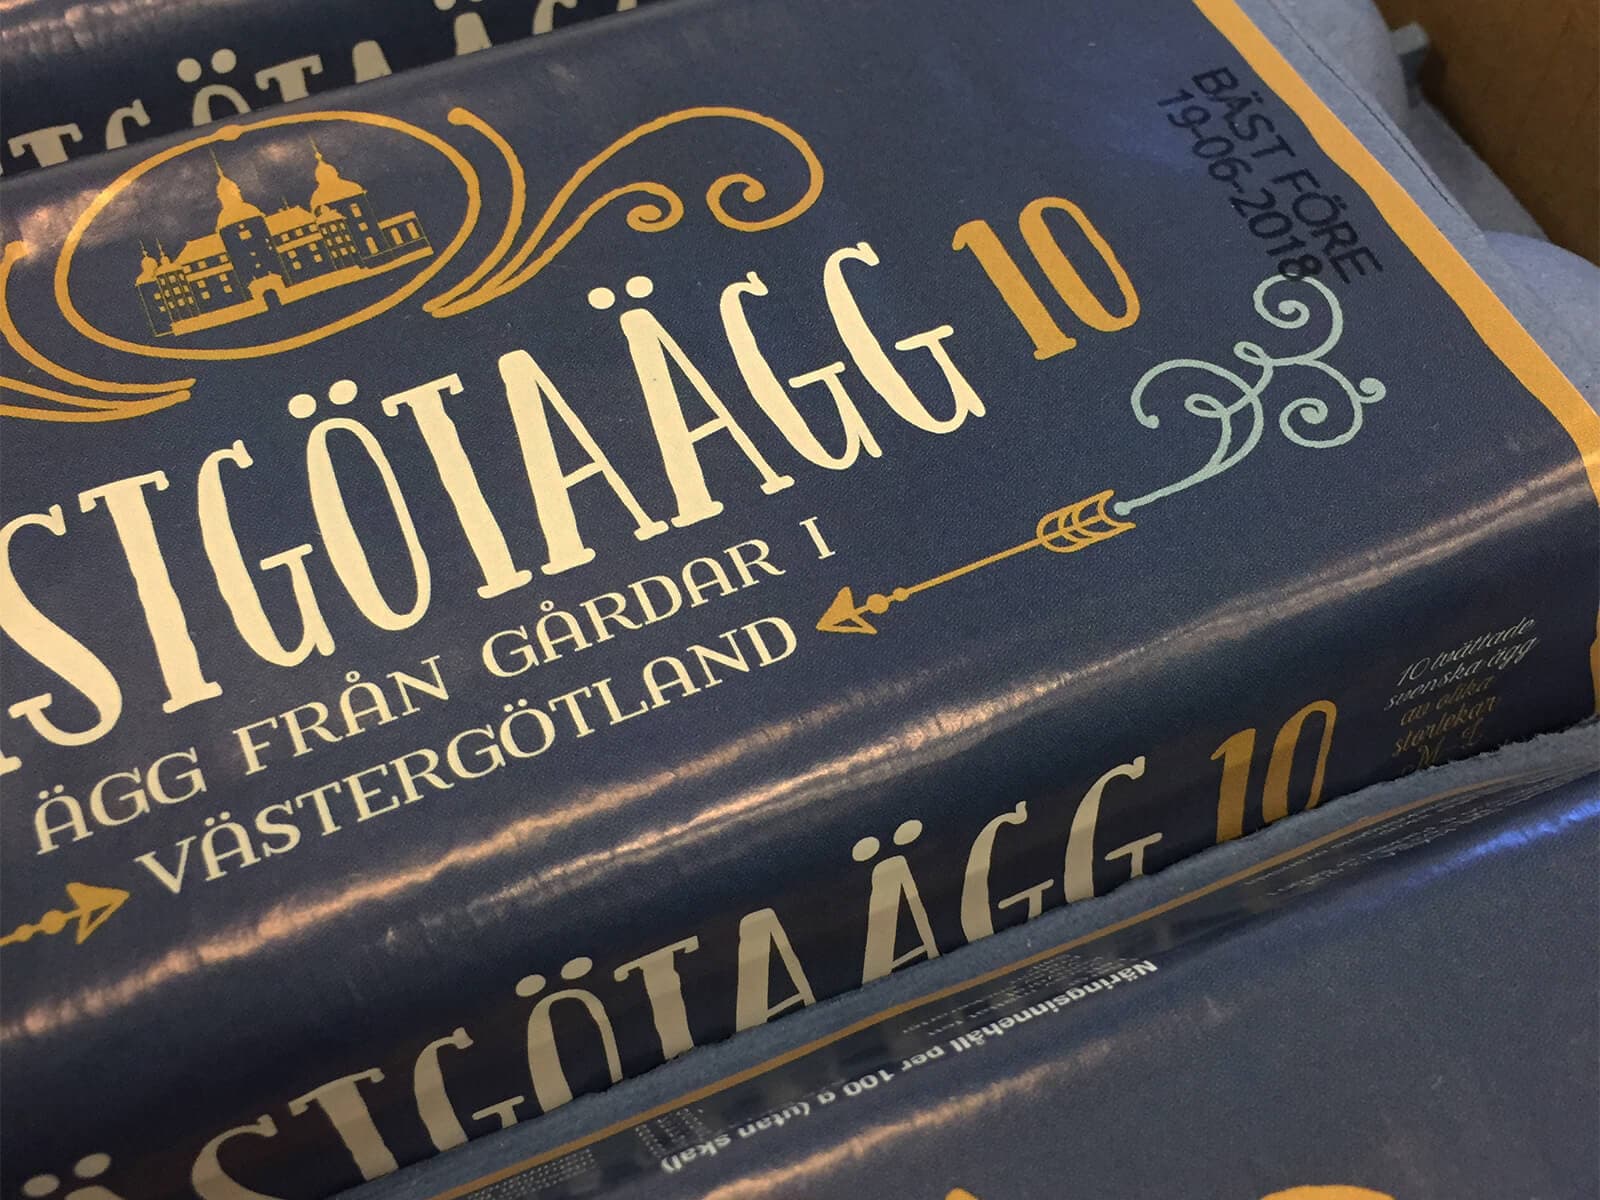 STGÖTAÄGG
BÄST FÖRE
19-06-2018
STGÖTAÄGG 10
ÄGG FRÅN GÅRDAR I
VÄSTERGÖTLAND
10 tvättade
svenska ägg
av olika
storlekar
M L
ÄSTGÖTAÄGG 10
Näringsinnehåll per 100 g (utan skal)